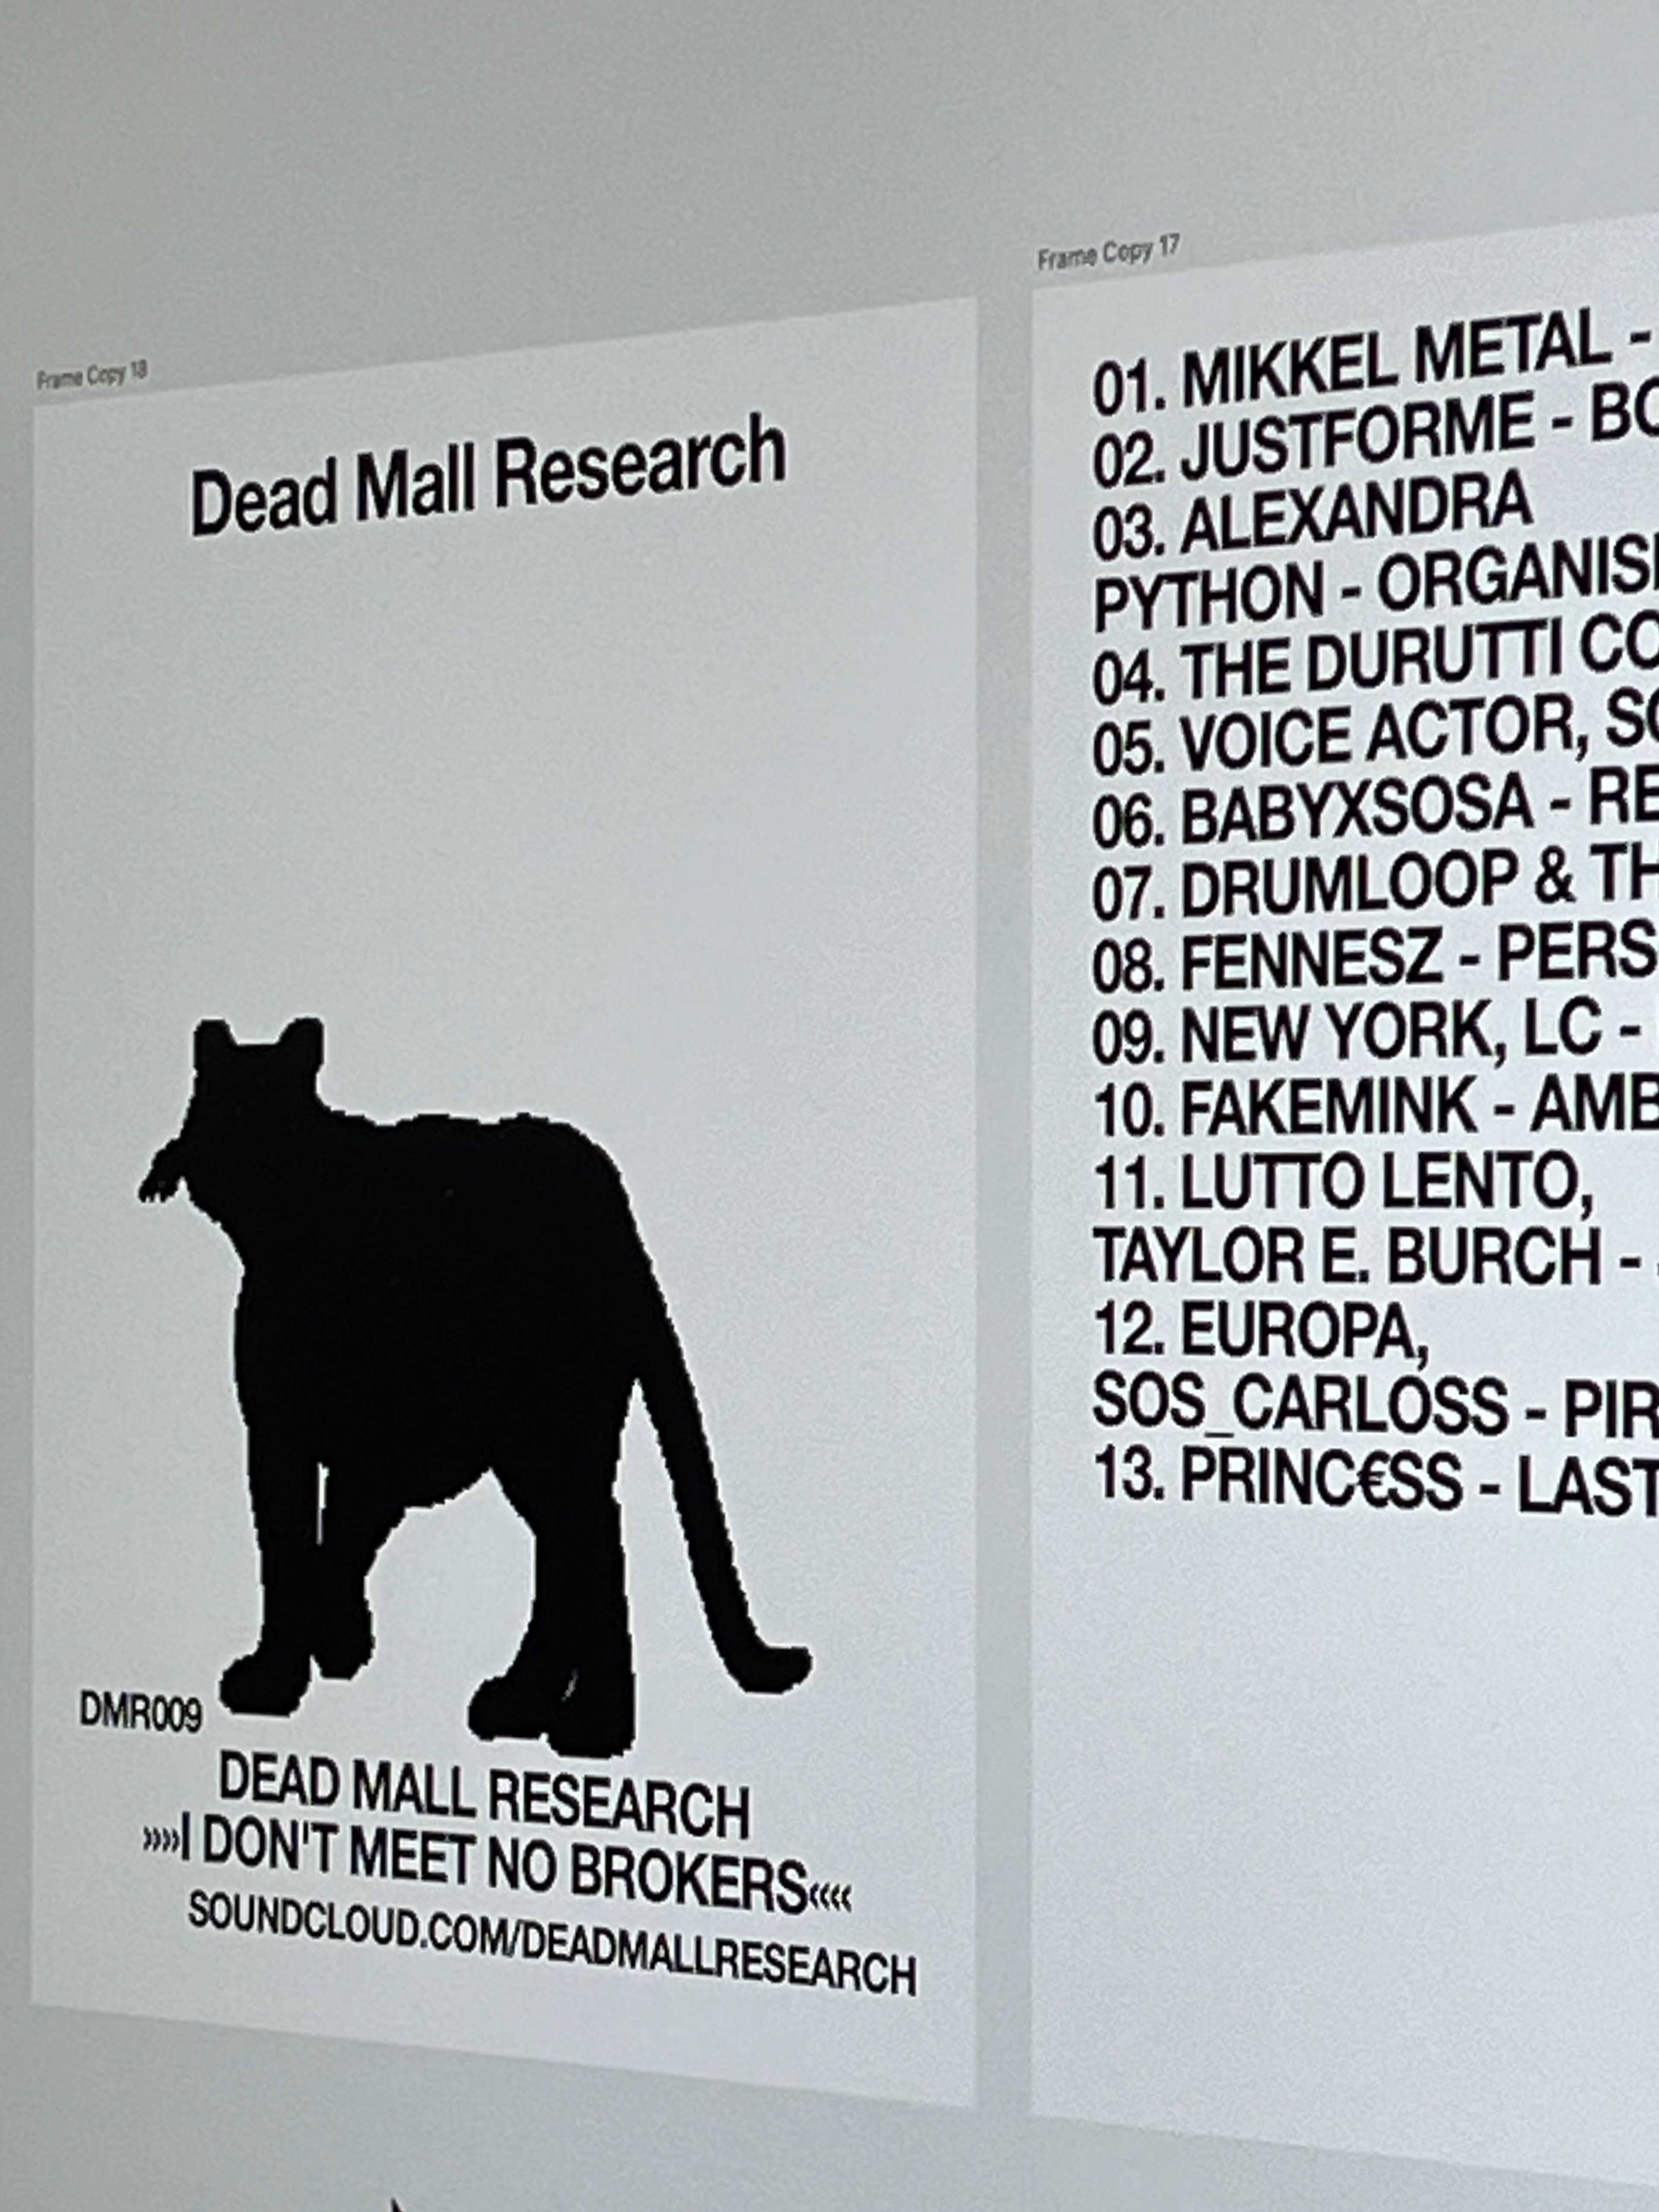 Frame Copy 18
Dead Mall Research
DMR009
DEAD MALL RESEARCH
»»I DON'T MEET NO BROKERS««
SOUNDCLOUD.COM/DEADMALLRESEARCH
Frame Copy 17
01. MIKKEL METAL -
02. JUSTFORME -
03. ALEXANDRA
PYTHON -
04. THE DURUTTI
05. VOICE ACTOR,
06. BABYXSOSA -
07. DRUMLOOP &
08. FENNESZ -
09. NEW YORK, LC -
10. FAKEMINK -
11. LUTTO LENTO,
TAYLOR E. BURCH -
12. EUROPA,
SOS_CARLOSS -
13. PRINC€SS - LAST